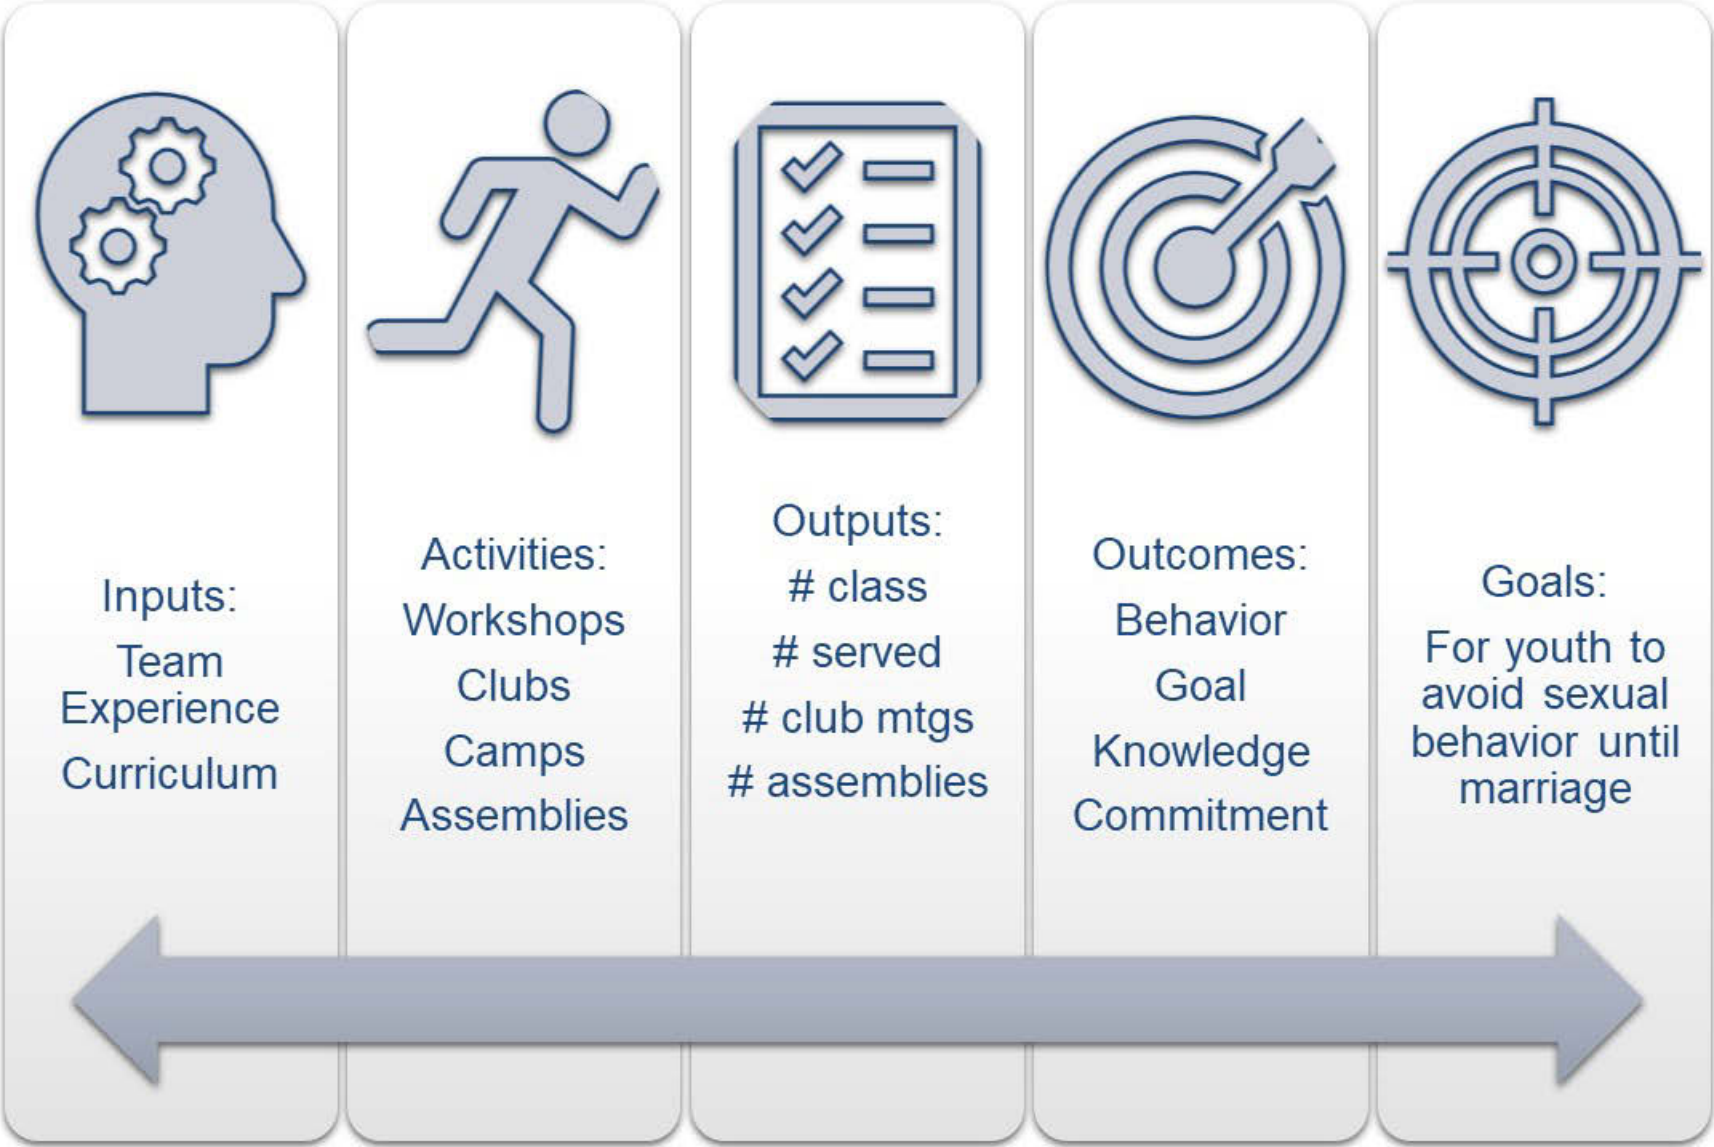 Inputs:
Team
Experience
Curriculum
Activities:
Workshops
Clubs
Camps
Assemblies
Outputs:
# class
# served
# club mtgs
# assemblies
Outcomes:
Behavior
Goal
Knowledge
Commitment
Goals:
For youth to
avoid sexual
behavior until
marriage